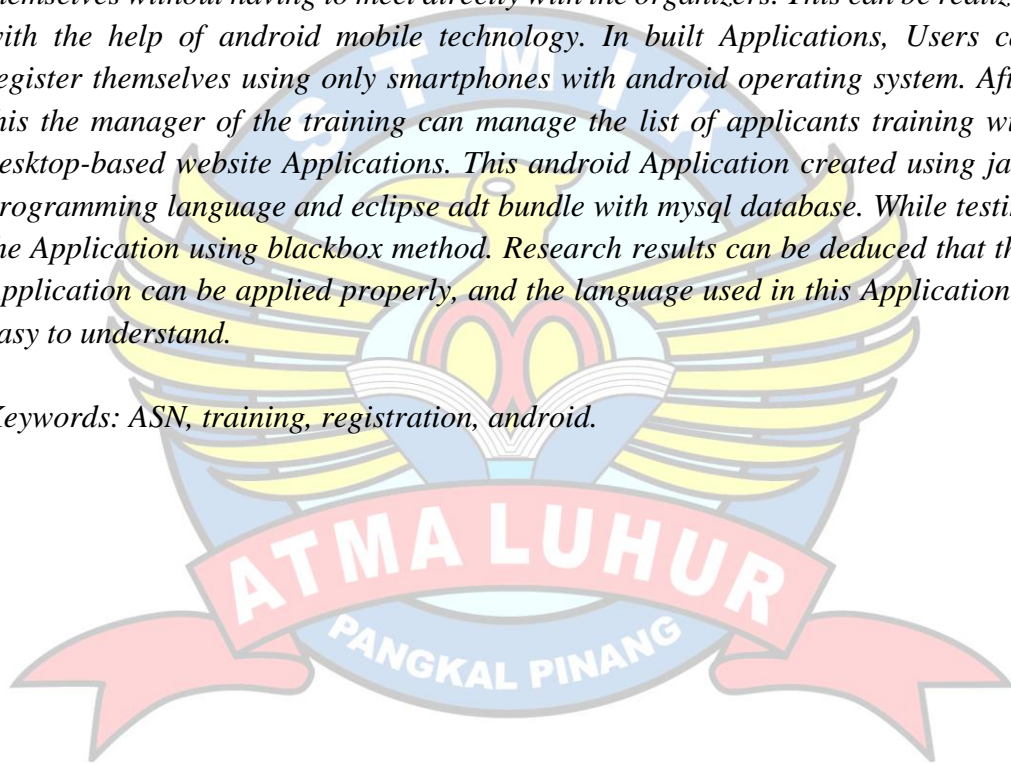 hemselves without having to meet directly with the organizers. This can be realiz
with the help of android mobile technology. In built Applications, Users ca
register themselves using only smartphones with android operating system. Aft
his the manager of the training can manage the list of applicants training wi
desktop-based website Applications. This android Application created using ja
programming language and eclipse adt bundle with mysql database. While testi
he Application using blackbox method. Research results can be deduced that th
application can be applied properly, and the language used in this Application
easy to understand.
Keywords: ASN, training, registration, android.
STMIK
ATMA LUHUR
PANGKAL PINANG